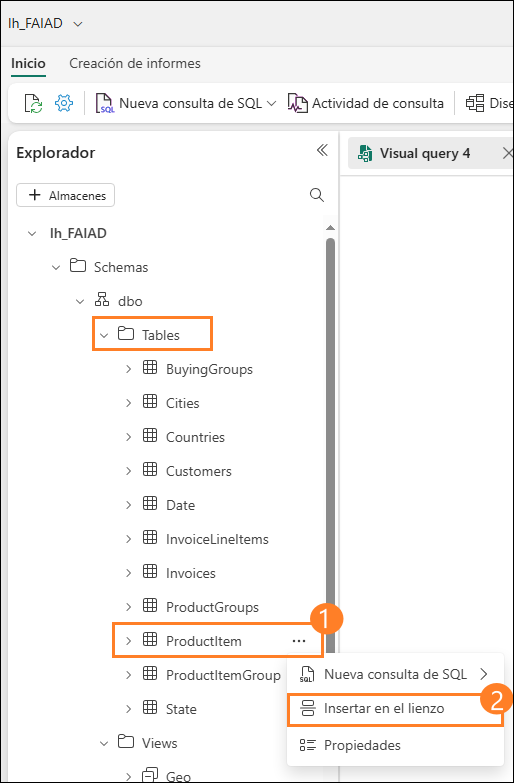 lh_FAIAD
Inicio Creación de informes
SQL Nueva consulta de SQL Actividad de consulta Dise
Explorador
Visual query 4
+ Almacenes
lh_FAIAD
Schemas
dbo
Tables
BuyingGroups
Cities
Countries
Customers
Date
InvoiceLineItems
Invoices
ProductGroups
1
ProductItem ...
ProductItemGroup
SQL Nueva consulta de SQL
2
Insertar en el lienzo
State
Views
Propiedades
Geo